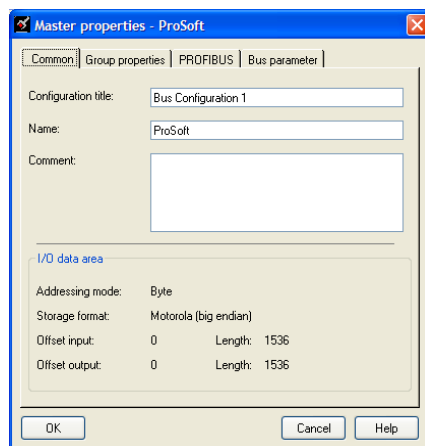 Master properties - ProSoft
Common Group properties PROFIBUS Bus parameter
Configuration title: Bus Configuration 1
Name: ProSoft
Comment:
I/O data area
Addressing mode: Byte
Storage format: Motorola (big endian)
Offset input: 0 Length: 1536
Offset output: 0 Length: 1536
OK Cancel Help